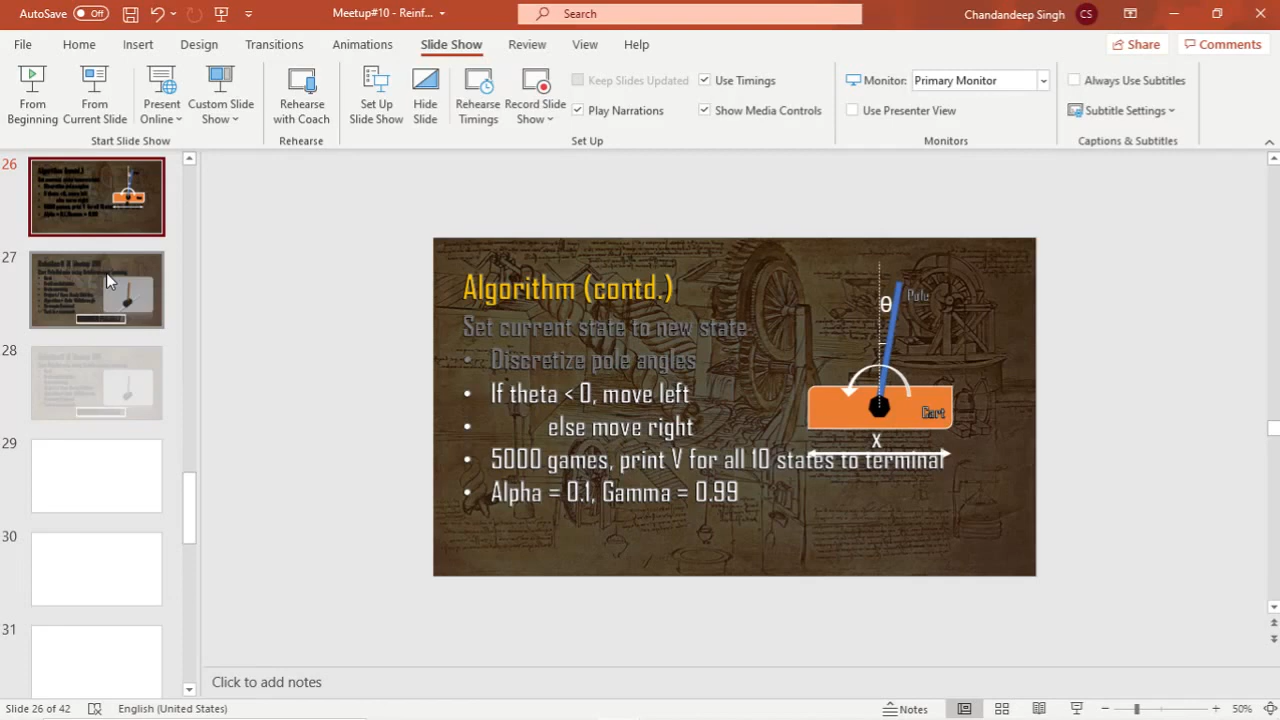 AutoSave Off Meetup#10 - Reinf... Search Chandandeep Singh CS
File Home Insert Design Transitions Animations Slide Show Review View Help Share Comments
From Beginning
From Current Slide
Present Online
Custom Slide Show
Start Slide Show
Rehearse with Coach
Rehearse
Set Up Slide Show
Hide Slide
Rehearse Timings
Record Slide Show
Keep Slides Updated
Play Narrations
Use Timings
Show Media Controls
Set Up
Monitor: Primary Monitor
Use Presenter View
Monitors
Always Use Subtitles
Subtitle Settings
Captions & Subtitles
26
Algorithm (contd.)
27
28
29
30
31
Algorithm (contd.)
Set current state to new state
• Discretize pole angles
• If theta < 0, move left
• else move right
• 5000 games, print V for all 10 states to terminal
• Alpha = 0.1, Gamma = 0.99
θ
Pole
Cart
X
Click to add notes
Slide 26 of 42 English (United States) Notes 50%